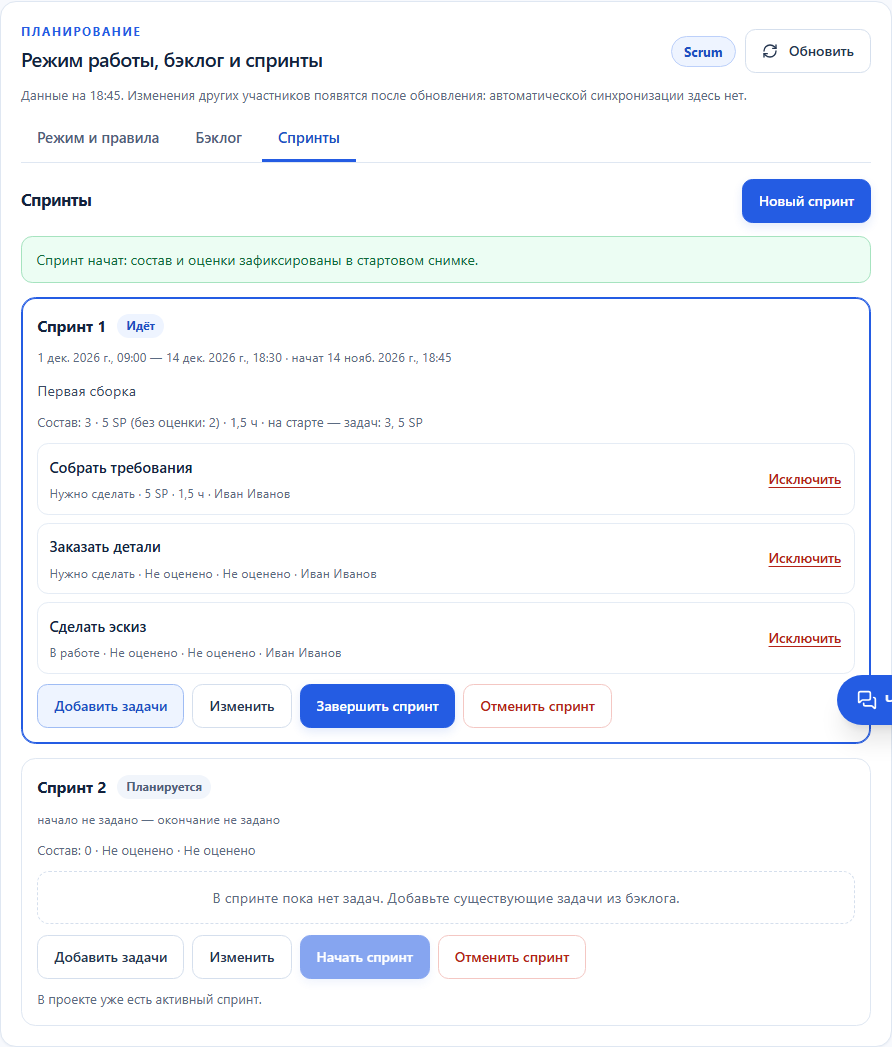 ПЛАНИРОВАНИЕ
Режим работы, бэклог и спринты
Scrum
Обновить
Данные на 18:45. Изменения других участников появятся после обновления: автоматической синхронизации здесь нет.
Режим и правила
Бэклог
Спринты
Спринты
Новый спринт
Спринт начат: состав и оценки зафиксированы в стартовом снимке.
Спринт 1
Идёт
1 дек. 2026 г., 09:00 — 14 дек. 2026 г., 18:30 · начат 14 нояб. 2026 г., 18:45
Первая сборка
Состав: 3 · 5 SP (без оценки: 2) · 1,5 ч · на старте — задач: 3, 5 SP
Собрать требования
Нужно сделать · 5 SP · 1,5 ч · Иван Иванов
Исключить
Заказать детали
Нужно сделать · Не оценено · Не оценено · Иван Иванов
Исключить
Сделать эскиз
В работе · Не оценено · Не оценено · Иван Иванов
Исключить
Добавить задачи
Изменить
Завершить спринт
Отменить спринт
Спринт 2
Планируется
начало не задано — окончание не задано
Состав: 0 · Не оценено · Не оценено
В спринте пока нет задач. Добавьте существующие задачи из бэклога.
Добавить задачи
Изменить
Начать спринт
Отменить спринт
В проекте уже есть активный спринт.